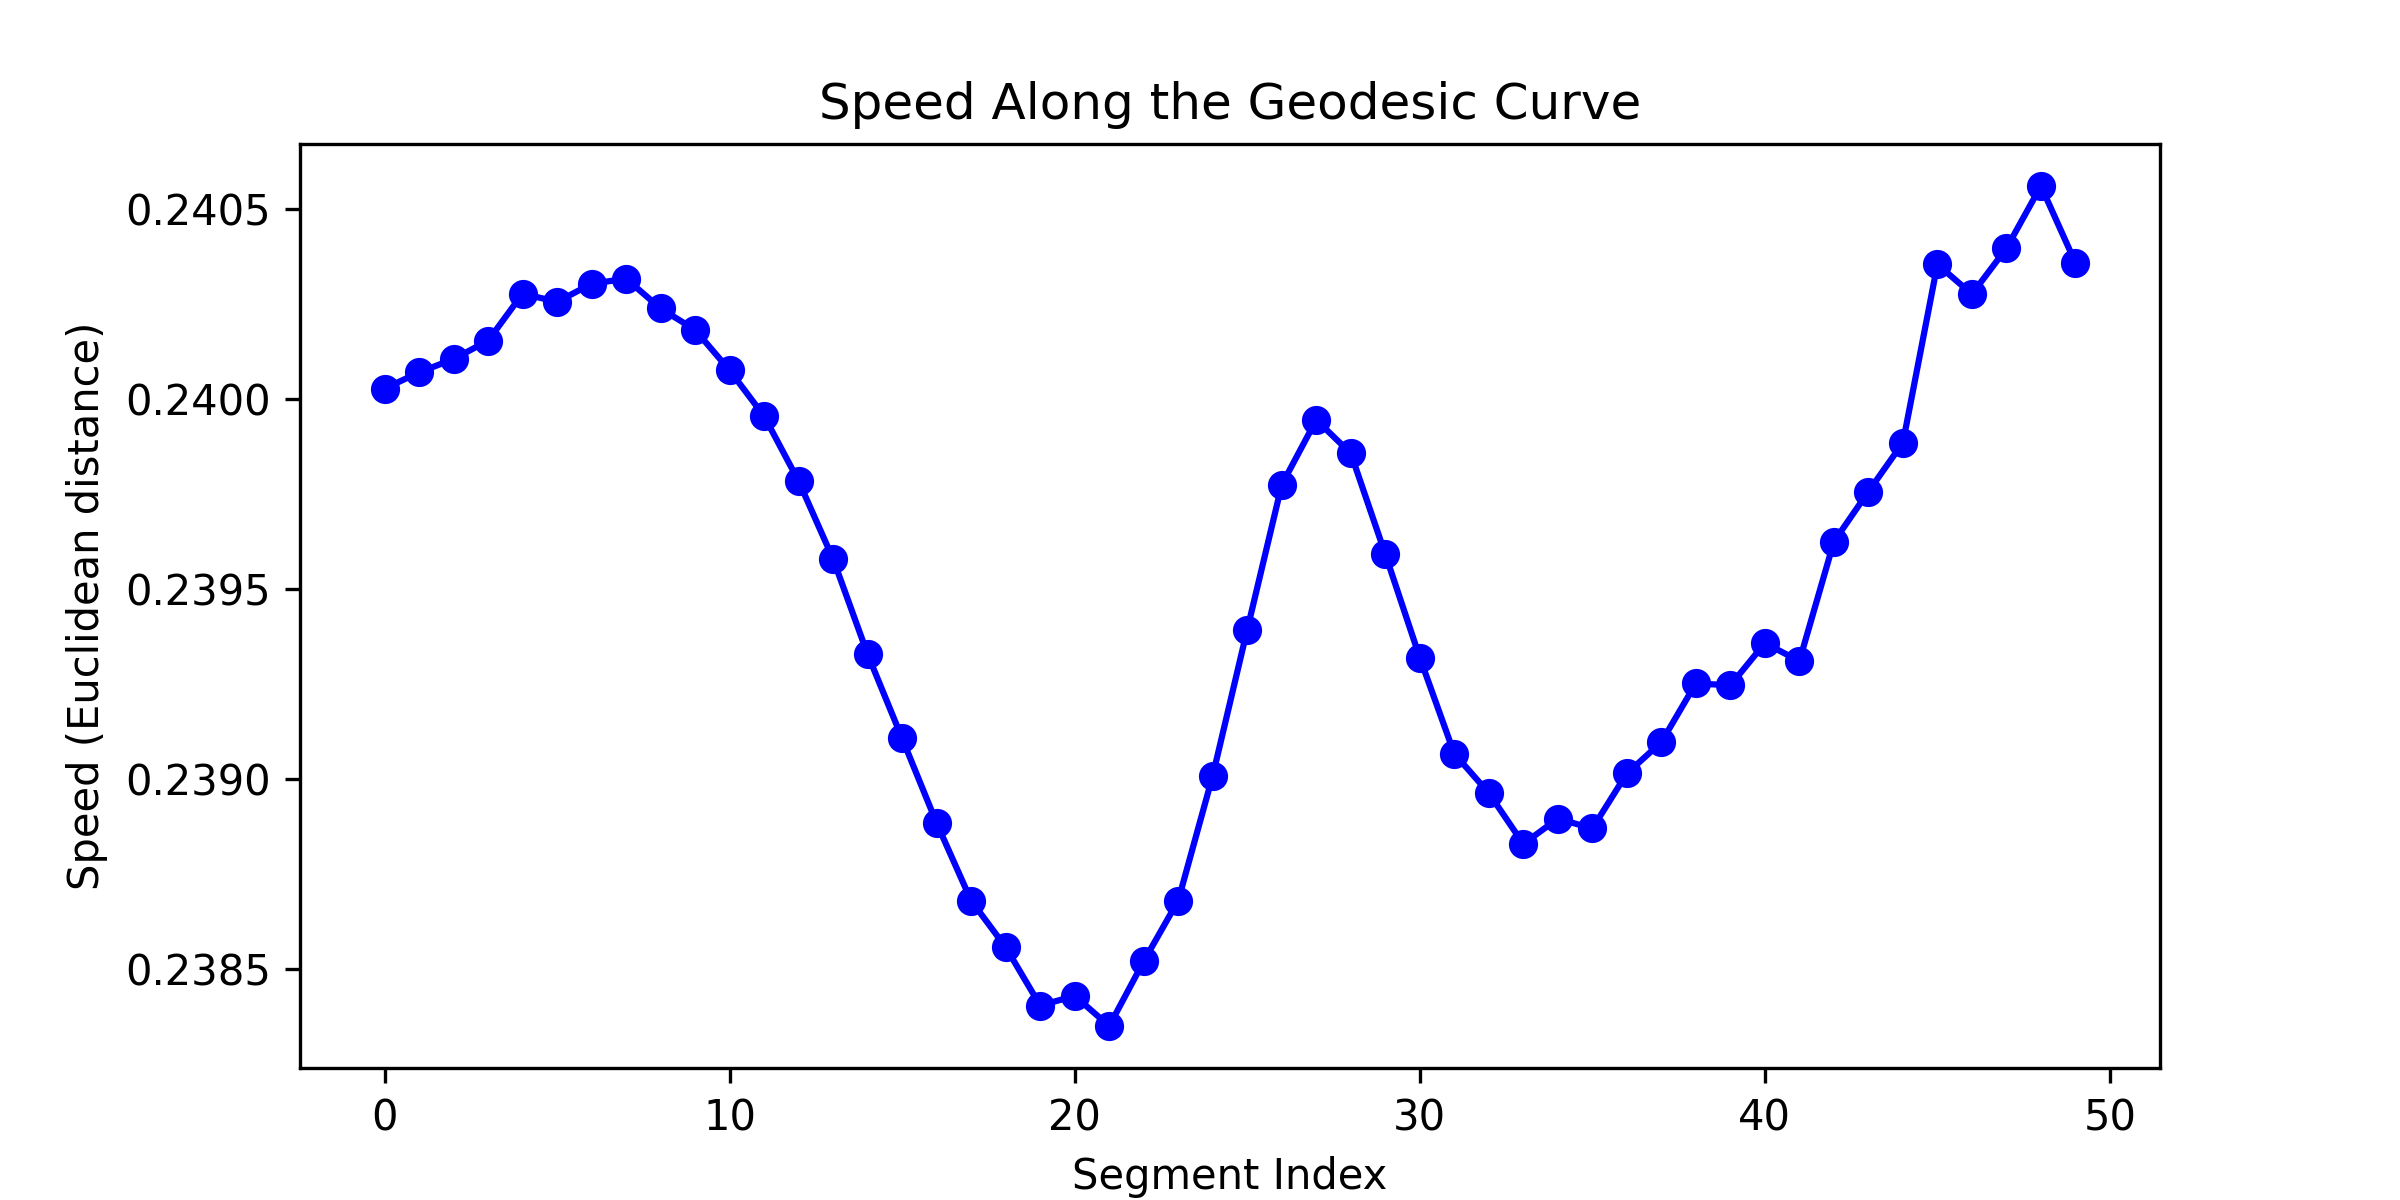 Speed Along the Geodesic Curve
Speed (Euclidean distance)
0.2405
0.2400
0.2395
0.2390
0.2385
0 10 20 30 40 50
Segment Index